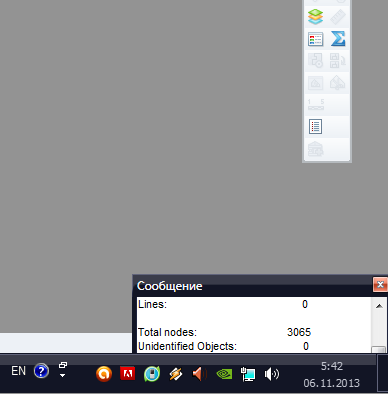 Сообщение
Lines: 0
Total nodes: 3065
Unidentified Objects: 0
EN
5:42
06.11.2013